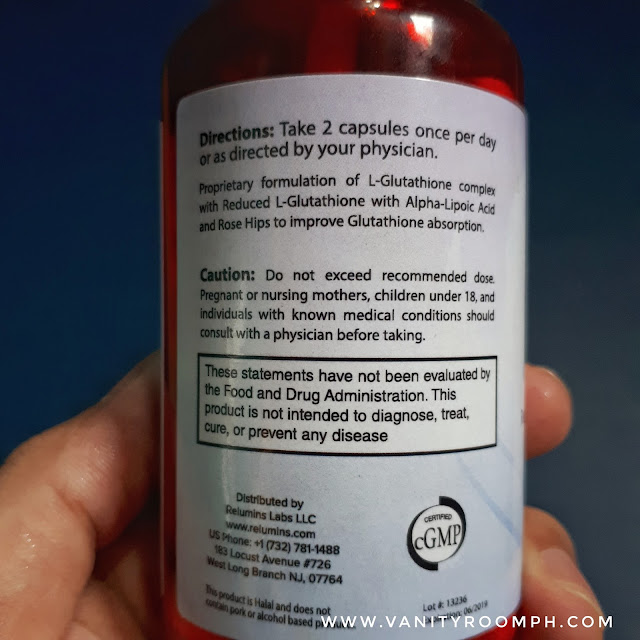 Directions: Take 2 capsules once per day
or as directed by your physician.
Proprietary formulation of L-Glutathione complex
with Reduced L-Glutathione with Alpha-Lipoic Acid
and Rose Hips to improve Glutathione absorption.
Caution: Do not exceed recommended dose.
Pregnant or nursing mothers, children under 18, and
individuals with known medical conditions should
consult with a physician before taking.
These statements have not been evaluated by
the Food and Drug Administration. This
product is not intended to diagnose, treat,
cure, or prevent any disease
Distributed by
Relumins Labs LLC
www.relumins.com
US Phone: +1 (732) 781-1488
183 Locust Avenue #726
West Long Branch NJ, 07764
This product is Halal and does not
contain pork or alcohol based
CERTIFIED
cGMP
Lot #: 13236
06/2019
WWW.VANITYROOMPH.COM